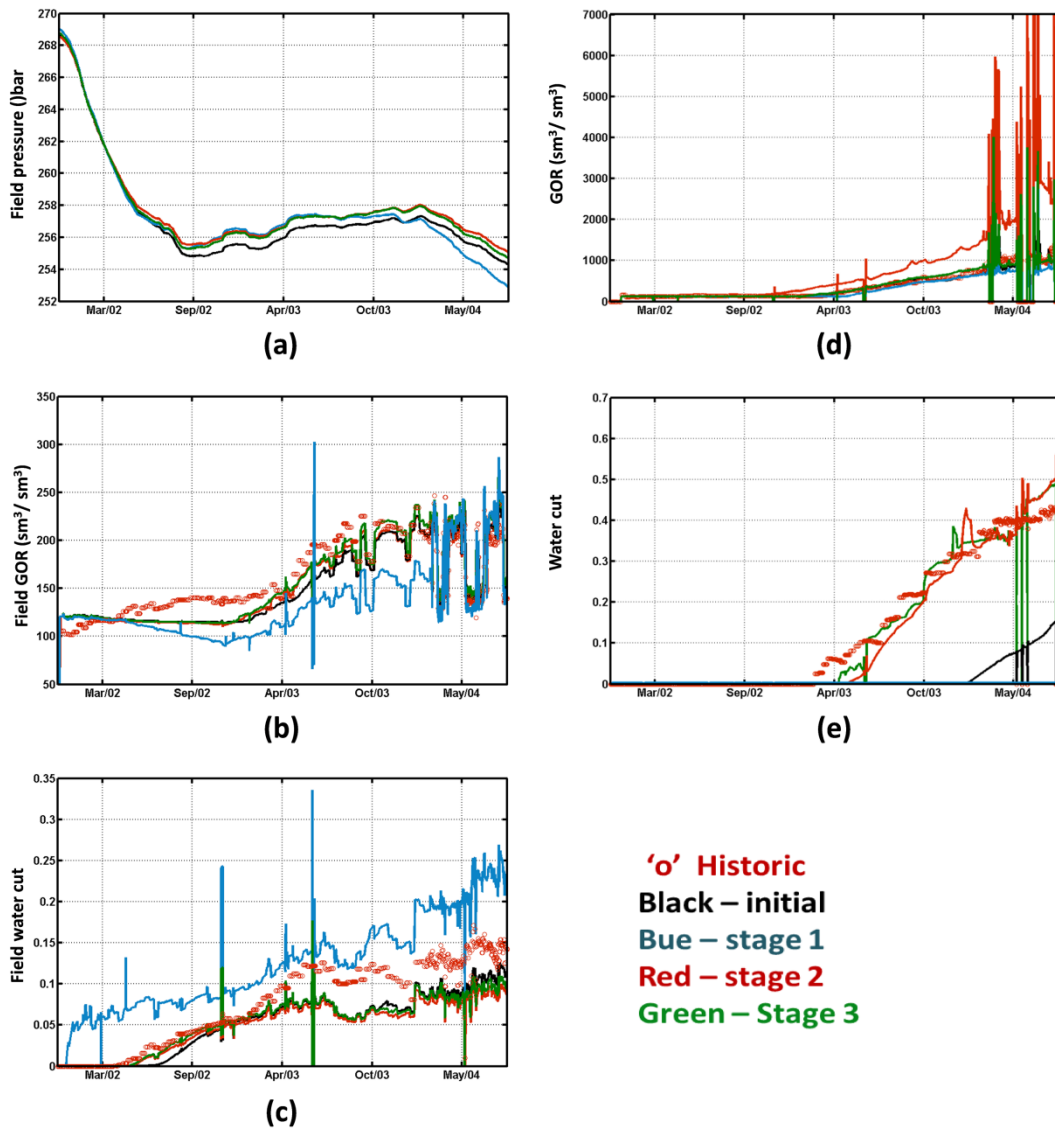 270
268
266
264
262
260
258
256
254
252
Field pressure ()bar
Mar/02 Sep/02 Apr/03 Oct/03 May/04
(a)
7000
6000
5000
4000
3000
2000
1000
0
GOR (sm³/ sm³)
Mar/02 Sep/02 Apr/03 Oct/03 May/04
(d)
350
300
250
200
150
100
50
Field GOR (sm³/ sm³)
Mar/02 Sep/02 Apr/03 Oct/03 May/04
(b)
0.7
0.6
0.5
0.4
0.3
0.2
0.1
0
Water cut
Mar/02 Sep/02 Apr/03 Oct/03 May/04
(e)
0.35
0.3
0.25
0.2
0.15
0.1
0.05
0
Field water cut
Mar/02 Sep/02 Apr/03 Oct/03 May/04
(c)
‘o’ Historic
Black – initial
Bue – stage 1
Red – stage 2
Green – Stage 3